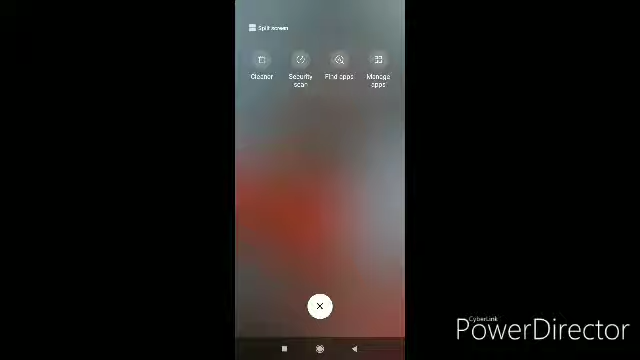 Split screen
Cleaner
Security
scan
Find apps
Manage
apps
CyberLink
PowerDirector